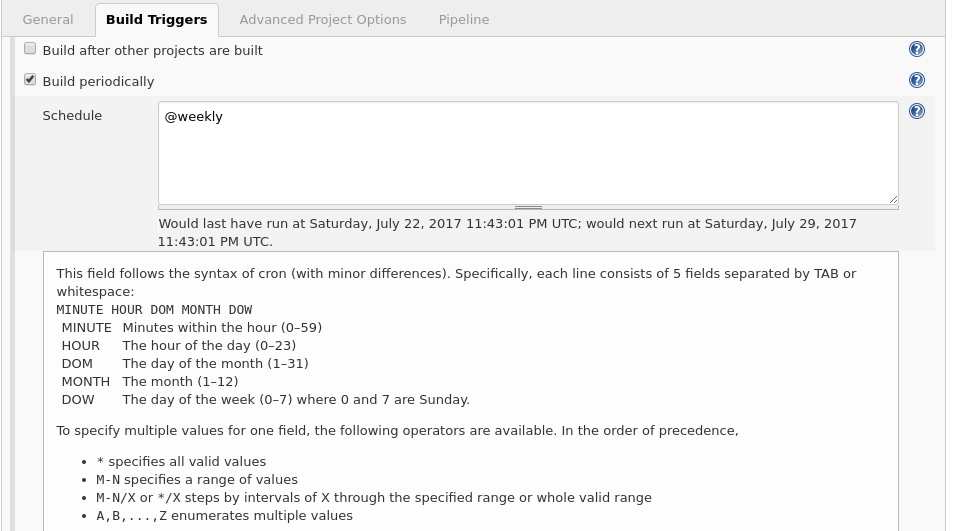 General Build Triggers Advanced Project Options Pipeline
Build after other projects are built
Build periodically
Schedule @weekly
Would last have run at Saturday, July 22, 2017 11:43:01 PM UTC; would next run at Saturday, July 29, 2017
11:43:01 PM UTC.
This field follows the syntax of cron (with minor differences). Specifically, each line consists of 5 fields separated by TAB or
whitespace:
MINUTE HOUR DOM MONTH DOW
MINUTE Minutes within the hour (0–59)
HOUR The hour of the day (0–23)
DOM The day of the month (1–31)
MONTH The month (1–12)
DOW The day of the week (0–7) where 0 and 7 are Sunday.
To specify multiple values for one field, the following operators are available. In the order of precedence,
• * specifies all valid values
• M-N specifies a range of values
• M-N/X or */X steps by intervals of X through the specified range or whole valid range
• A,B,...,Z enumerates multiple values